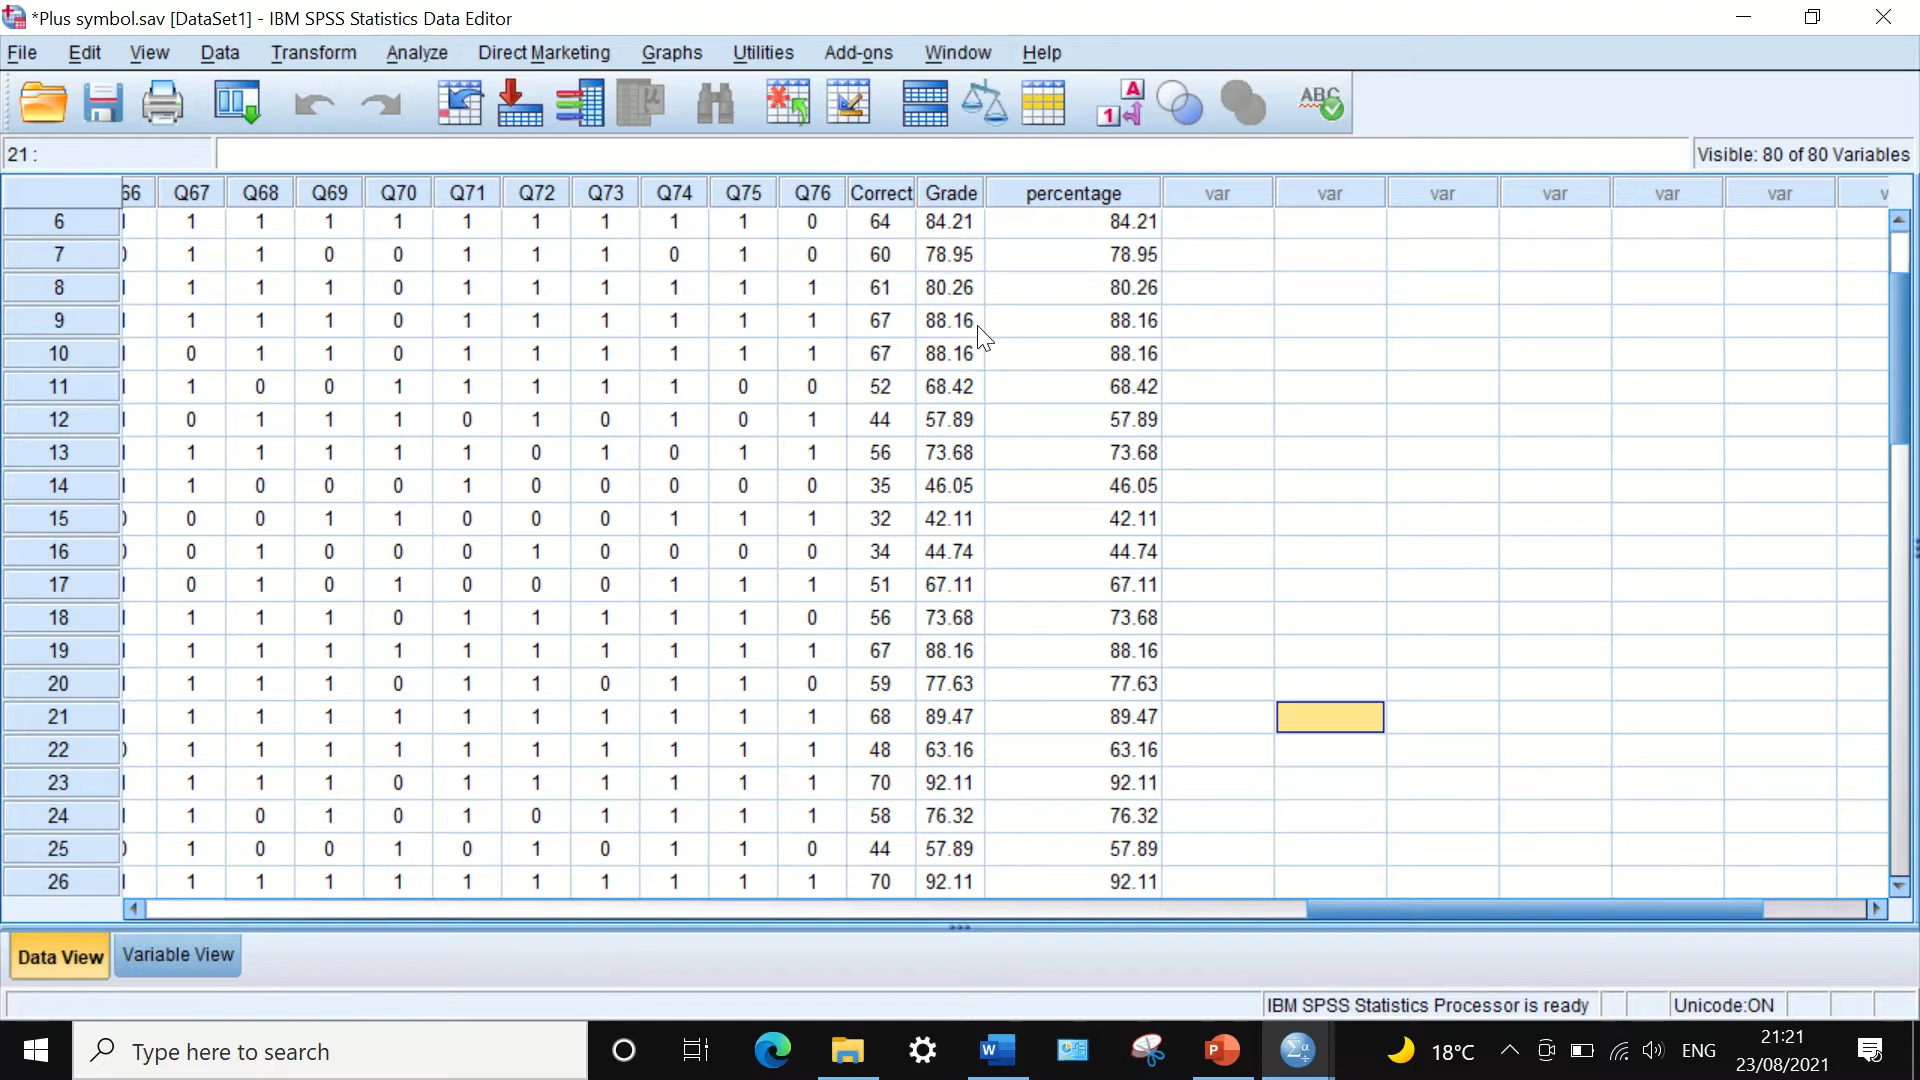 *Plus symbol.sav [DataSet1] - IBM SPSS Statistics Data Editor
File Edit View Data Transform Analyze Direct Marketing Graphs Utilities Add-ons Window Help
21 : Visible: 80 of 80 Variables
66 Q67 Q68 Q69 Q70 Q71 Q72 Q73 Q74 Q75 Q76 Correct Grade percentage var var var var var var
6 1 1 1 1 1 1 1 1 1 0 64 84.21 84.21
7 1 1 0 0 1 1 1 0 1 0 60 78.95 78.95
8 1 1 1 0 1 1 1 1 1 1 61 80.26 80.26
9 1 1 1 0 1 1 1 1 1 1 67 88.16 88.16
10 0 1 1 0 1 1 1 1 1 1 67 88.16 88.16
11 1 0 0 1 1 1 1 1 0 0 52 68.42 68.42
12 0 1 1 1 0 1 0 1 0 1 44 57.89 57.89
13 1 1 1 1 1 0 1 0 1 1 56 73.68 73.68
14 1 0 0 0 1 0 0 0 0 0 35 46.05 46.05
15 0 0 1 1 0 0 0 1 1 1 32 42.11 42.11
16 0 1 0 0 0 1 0 0 0 0 34 44.74 44.74
17 0 1 0 1 0 0 0 1 1 1 51 67.11 67.11
18 1 1 1 0 1 1 1 1 1 0 56 73.68 73.68
19 1 1 1 1 1 1 1 1 1 1 67 88.16 88.16
20 1 1 1 0 1 1 0 1 1 0 59 77.63 77.63
21 1 1 1 1 1 1 1 1 1 1 68 89.47 89.47
22 1 1 1 1 1 1 1 1 1 1 48 63.16 63.16
23 1 1 1 0 1 1 1 1 1 1 70 92.11 92.11
24 1 0 1 0 1 0 1 1 1 1 58 76.32 76.32
25 1 0 0 1 0 1 0 1 1 0 44 57.89 57.89
26 1 1 1 1 1 1 1 1 1 1 70 92.11 92.11
Data View Variable View
IBM SPSS Statistics Processor is ready Unicode:ON
Type here to search 18°C ENG 21:21
23/08/2021